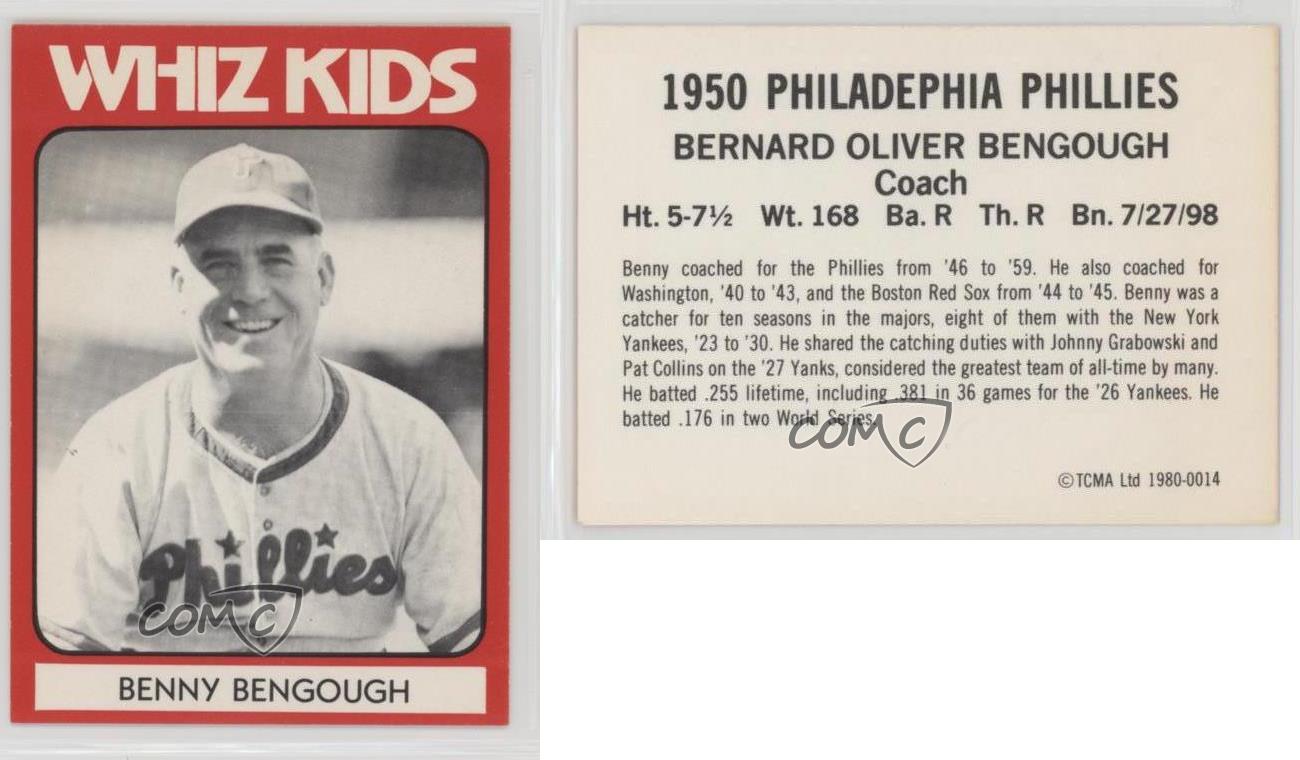 WHIZ KIDS
Phillies
COMC
BENNY BENGOUGH
1950 PHILADEPHIA PHILLIES
BERNARD OLIVER BENGOUGH
Coach
Ht. 5-7½ Wt. 168 Ba. R Th. R Bn. 7/27/98
Benny coached for the Phillies from '46 to '59. He also coached for
Washington, '40 to '43, and the Boston Red Sox from '44 to '45. Benny was a
catcher for ten seasons in the majors, eight of them with the New York
Yankees, '23 to '30. He shared the catching duties with Johnny Grabowski and
Pat Collins on the '27 Yanks, considered the greatest team of all-time by many.
He batted .255 lifetime, including .381 in 36 games for the '26 Yankees. He
batted .176 in two World Series.
COMC
©TCMA Ltd 1980-0014